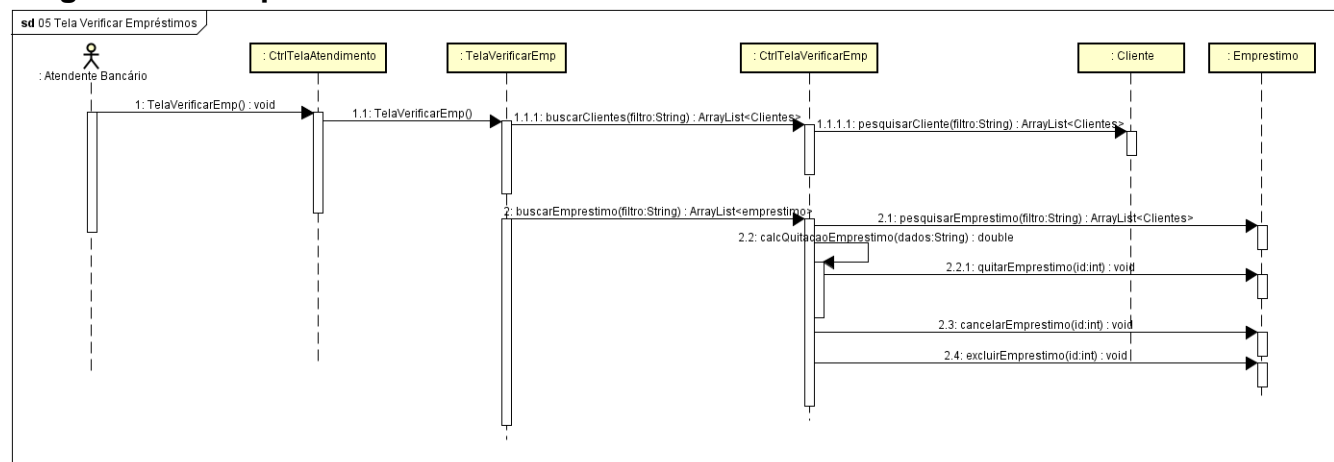 sd 05 Tela Verificar Empréstimos
: Atendente Bancário
: CtrlTelaAtendimento
: TelaVerificarEmp
: CtrlTelaVerificarEmp
: Cliente
: Emprestimo
1: TelaVerificarEmp() : void
1.1: TelaVerificarEmp()
1.1.1: buscarClientes(filtro:String) : ArrayList<Clientes>
1.1.1.1: pesquisarCliente(filtro:String) : ArrayList<Clientes>
2: buscarEmprestimo(filtro:String) : ArrayList<emprestimo>
2.1: pesquisarEmprestimo(filtro:String) : ArrayList<Clientes>
2.2: calcQuitacaoEmprestimo(dados:String) : double
2.2.1: quitarEmprestimo(id:int) : void
2.3: cancelarEmprestimo(id:int) : void
2.4: excluirEmprestimo(id:int) : void